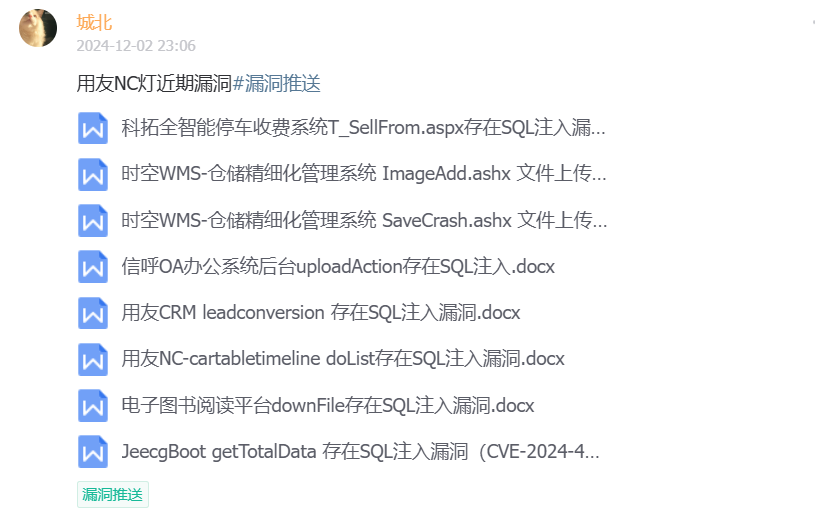 城北
2024-12-02 23:06
用友NC灯近期漏洞#漏洞推送
科拓全智能停车收费系统T_SellFrom.aspx存在SQL注入漏...
时空WMS-仓储精细化管理系统 ImageAdd.ashx 文件上传...
时空WMS-仓储精细化管理系统 SaveCrash.ashx 文件上传...
信呼OA办公系统后台uploadAction存在SQL注入.docx
用友CRM leadconversion 存在SQL注入漏洞.docx
用友NC-cartabletimeline doList存在SQL注入漏洞.docx
电子图书阅读平台downFile存在SQL注入漏洞.docx
JeecgBoot getTotalData 存在SQL注入漏洞（CVE-2024-4...
漏洞推送